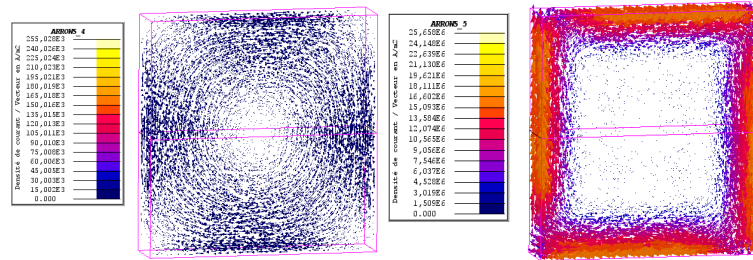 ARROWS_4
255,028E3
240,026E3
225,024E3
210,023E3
195,021E3
180,019E3
165,018E3
150,016E3
135,015E3
120,013E3
105,011E3
90,010E3
75,008E3
60,006E3
45,005E3
30,003E3
15,002E3
0.000
Densité de courant / Vecteur en A/m2
ARROWS_5
25,658E6
24,148E6
22,639E6
21,130E6
19,621E6
18,111E6
16,602E6
15,093E6
13,584E6
12,074E6
10,565E6
9,056E6
7,546E6
6,037E6
4,528E6
3,019E6
1,509E6
0.000
Densité de courant / Vecteur en A/m2